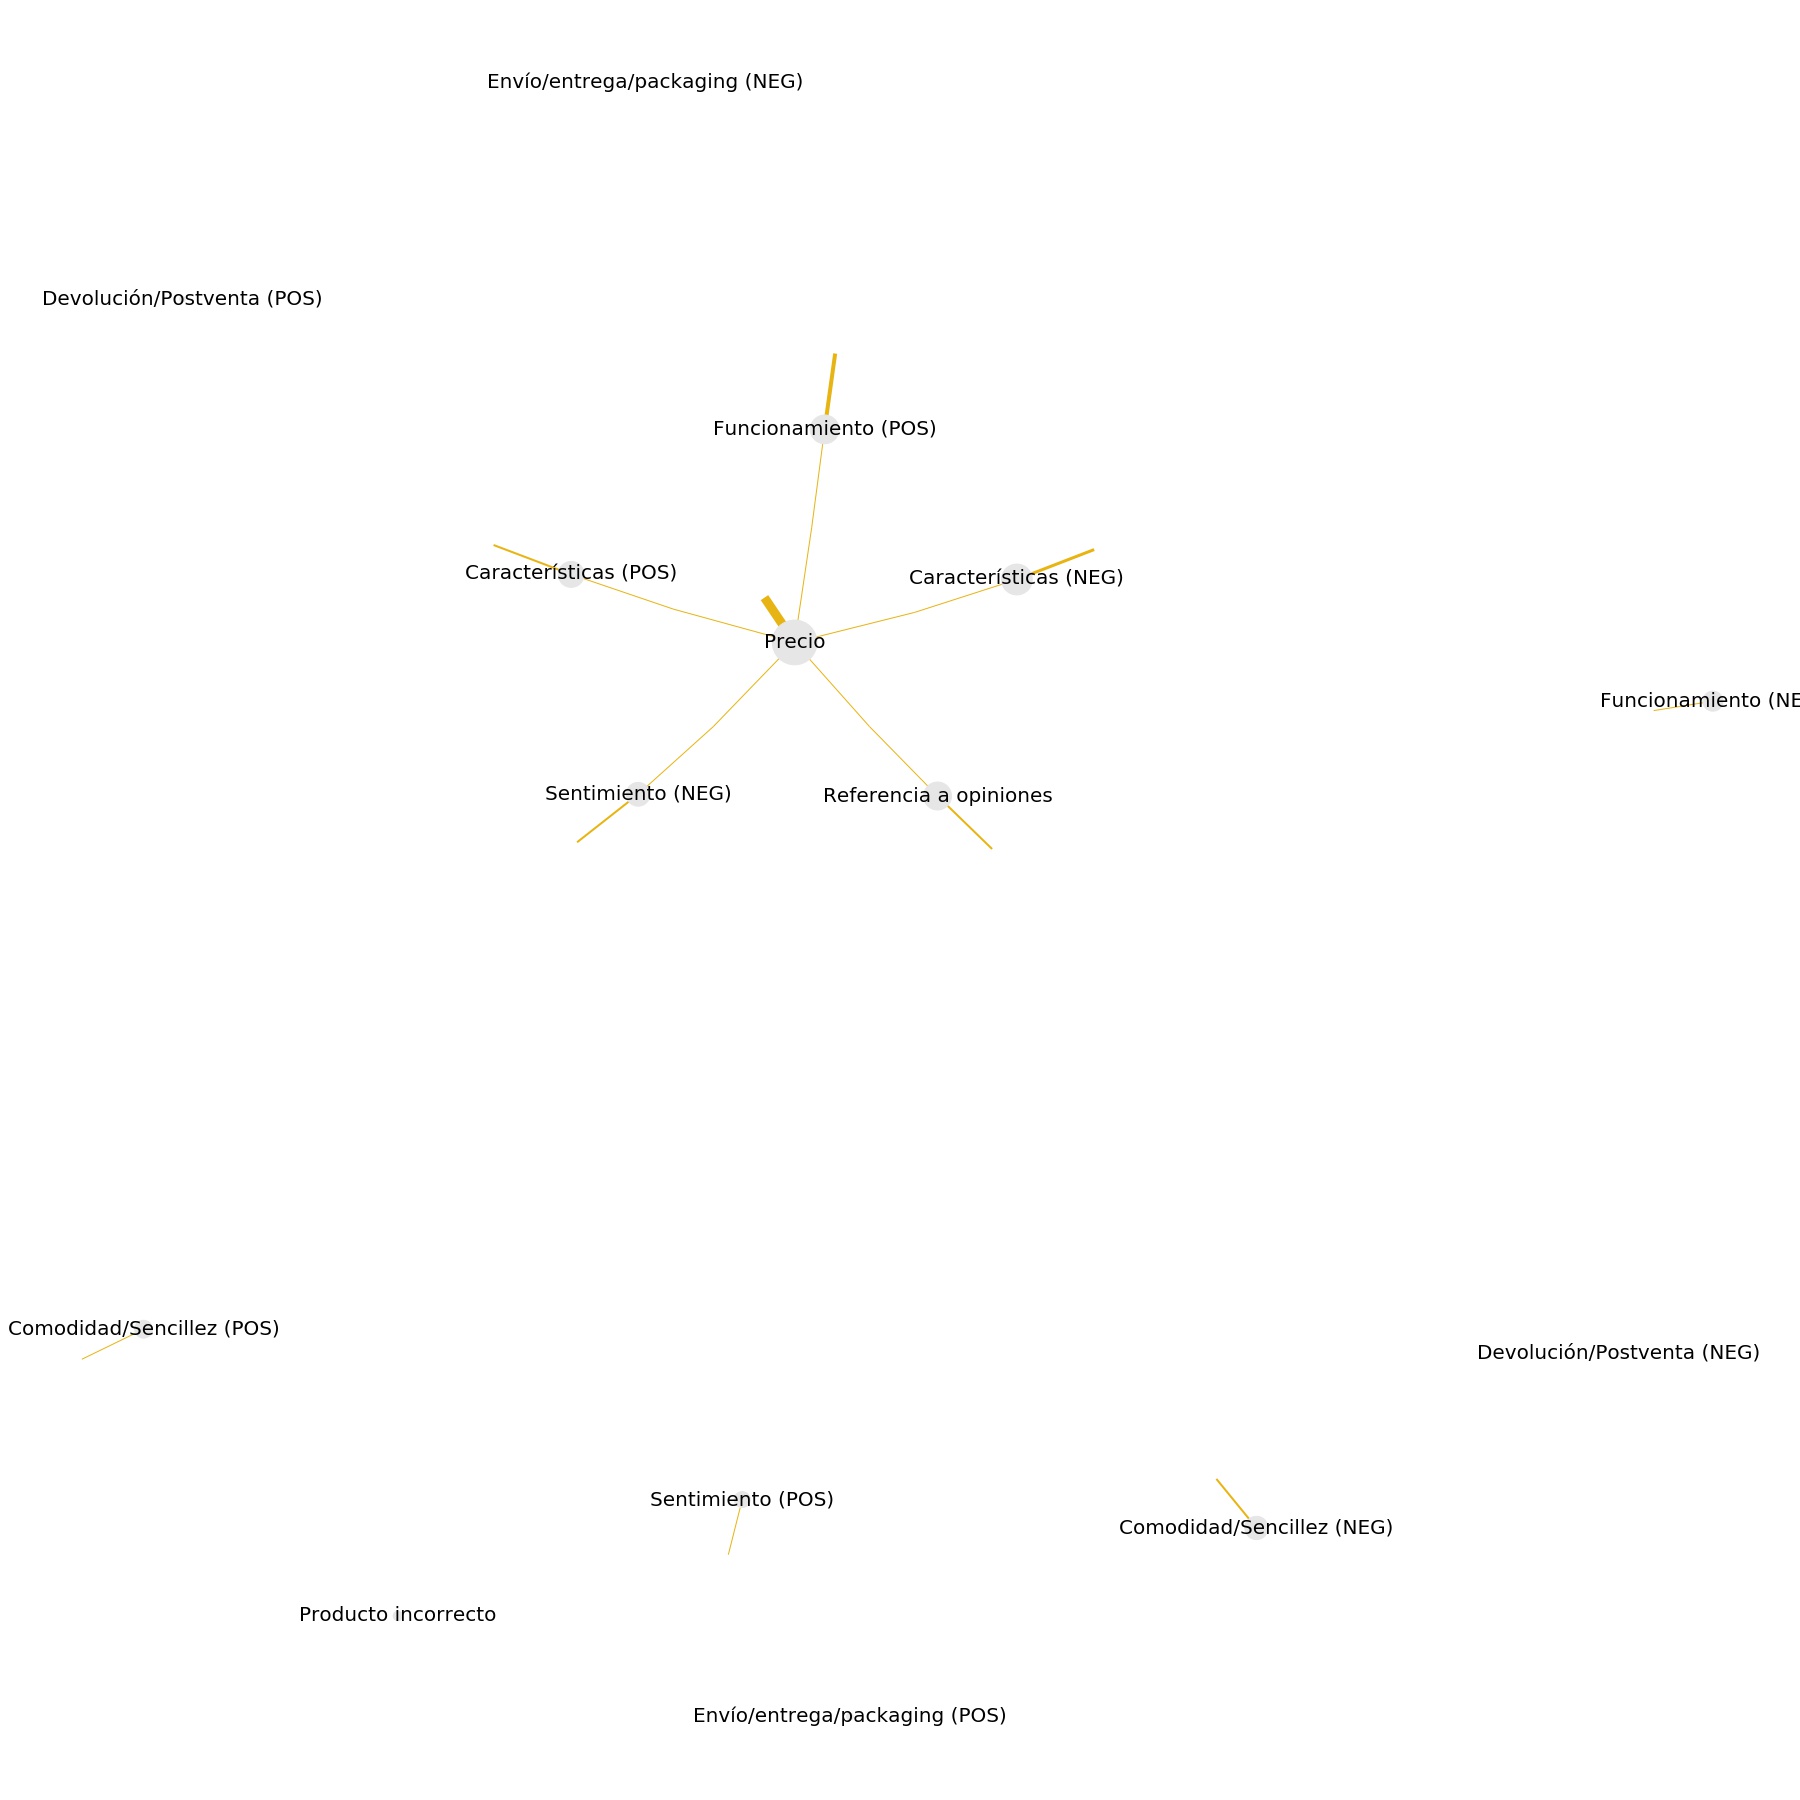 Envío/entrega/packaging (NEG)
Devolución/Postventa (POS)
Funcionamiento (POS)
Características (POS)
Características (NEG)
Precio
Funcionamiento (NE
Sentimiento (NEG)
Referencia a opiniones
Comodidad/Sencillez (POS)
Devolución/Postventa (NEG)
Sentimiento (POS)
Comodidad/Sencillez (NEG)
Producto incorrecto
Envío/entrega/packaging (POS)